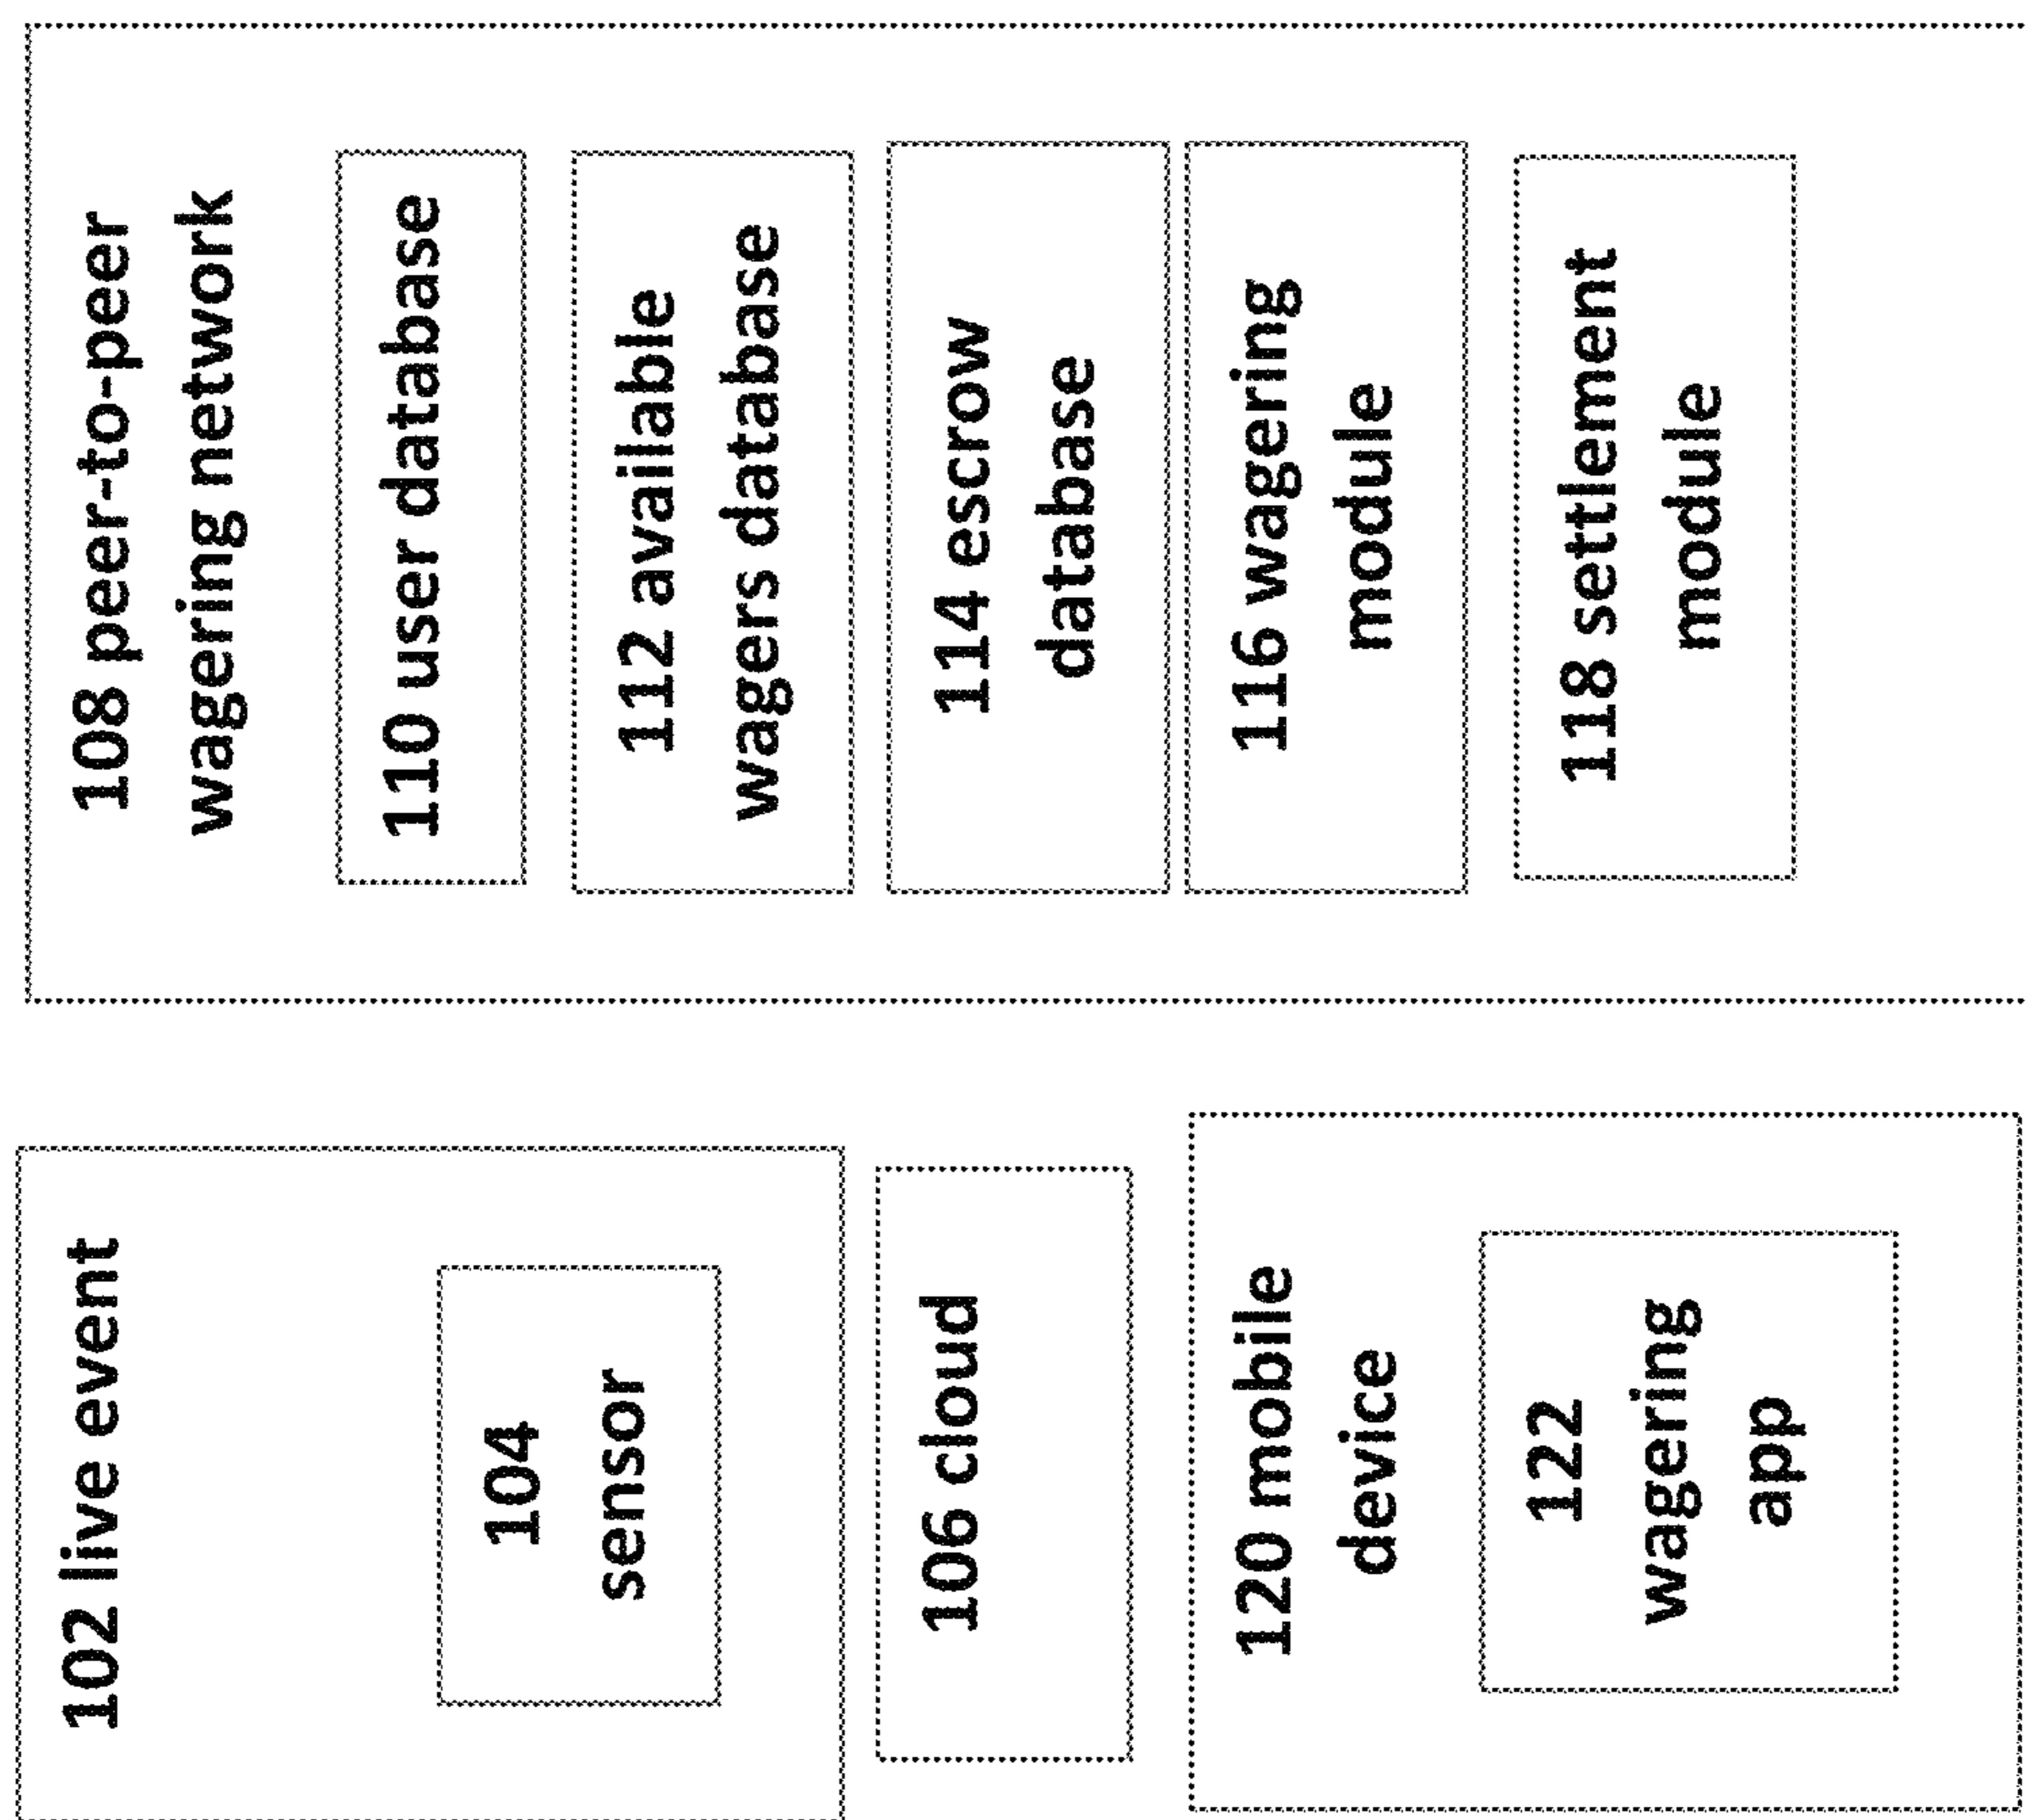 102 live event
104
sensor
106 cloud
120 mobile
device
122
wagering
app
108 peer-to-peer
wagering network
110 user database
112 available
wagers database
114 escrow
database
116 wagering
module
118 settlement
module